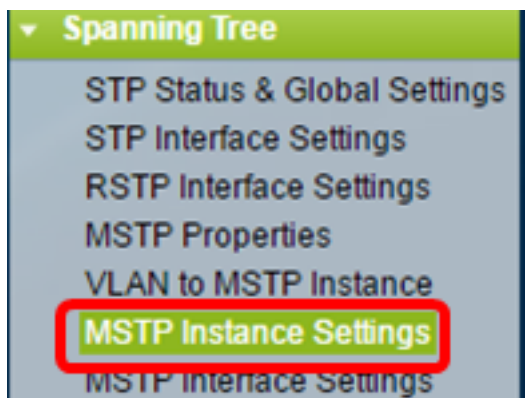 Spanning Tree
STP Status & Global Settings
STP Interface Settings
RSTP Interface Settings
MSTP Properties
VLAN to MSTP Instance
MSTP Instance Settings
MSTP Interface Settings